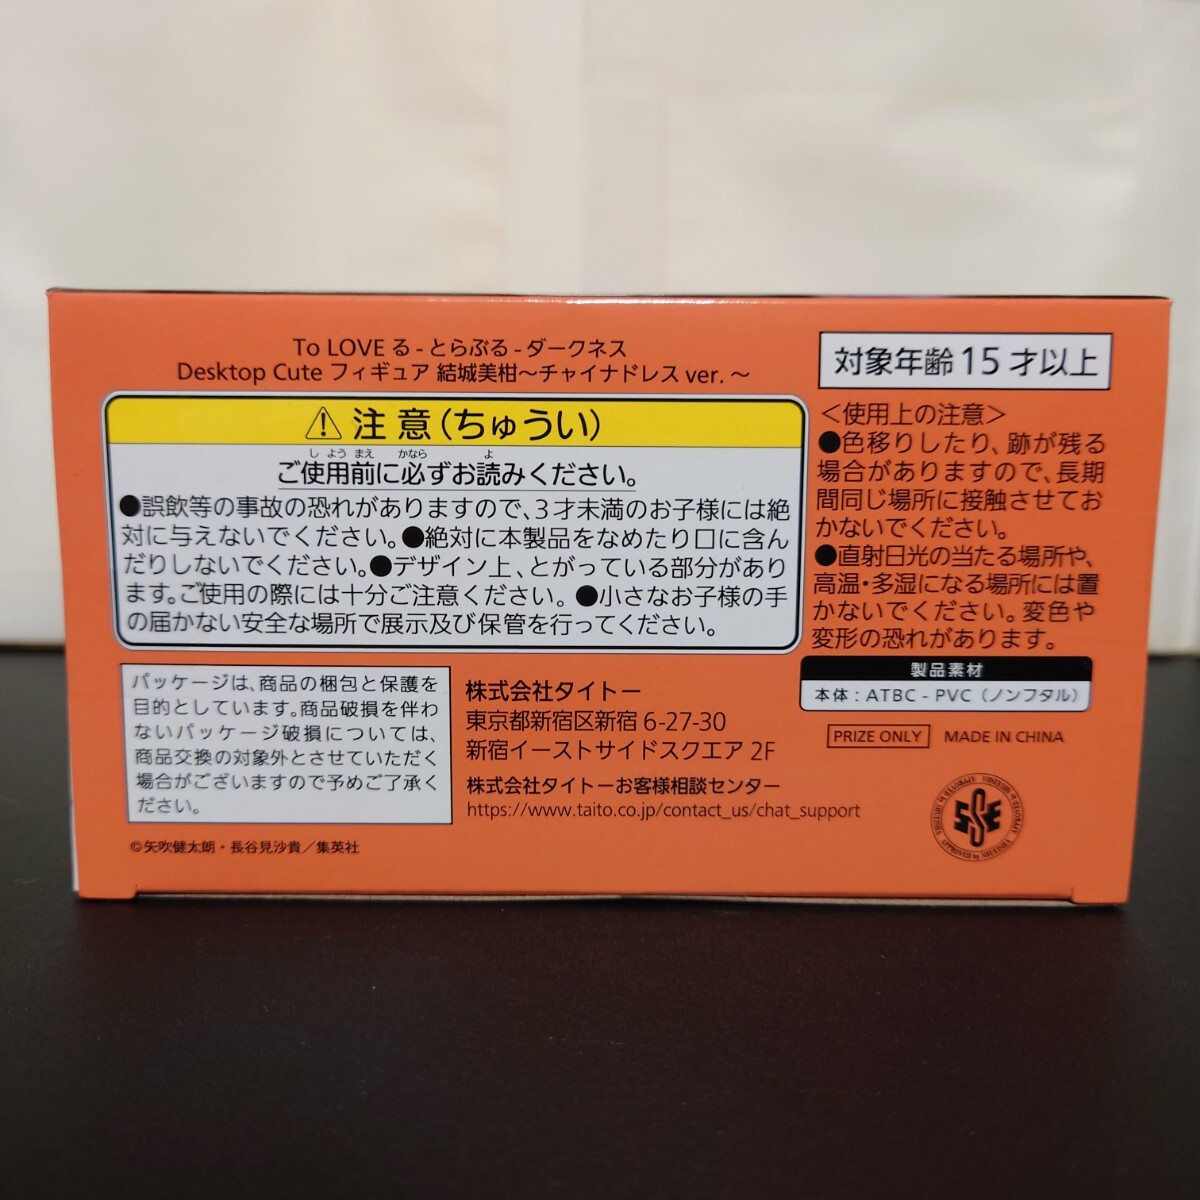 To LOVE る - とらぶる - ダークネス
Desktop Cute フィギュア 結城美柑〜チャイナドレス ver. 〜
⚠ 注 意 (ちゅうい)
し よう まえ かなら よ
ご使用前に必ずお読みください。
●誤飲等の事故の恐れがありますので、3才未満のお子様には絶
対に与えないでください。●絶対に本製品をなめたり口に含ん
だりしないでください。●デザイン上、とがっている部分があり
ます。ご使用の際には十分ご注意ください。●小さなお子様の手
の届かない安全な場所で展示及び保管を行ってください。
対象年齢 15 才以上
＜使用上の注意＞
●色移りしたり、跡が残る
場合がありますので、長期
間同じ場所に接触させてお
かないでください。
●直射日光の当たる場所や、
高温・多湿になる場所には置
かないでください。変色や
変形の恐れがあります。
製品素材
本体 : ATBC - PVC (ノンフタル)
PRIZE ONLY MADE IN CHINA
パッケージは、商品の梱包と保護を
目的としています。商品破損を伴わ
ないパッケージ破損については、
商品交換の対象外とさせていただく
場合がございますので予めご了承く
ださい。
株式会社タイトー
東京都新宿区新宿 6-27-30
新宿イーストサイドスクエア 2F
株式会社タイトーお客様相談センター
https://www.taito.co.jp/contact_us/chat_support
©矢吹健太朗・長谷見沙貴／集英社